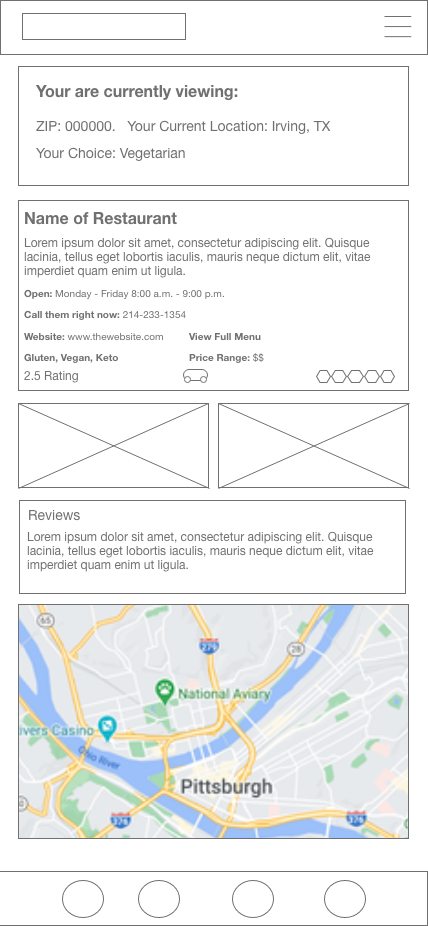 Your are currently viewing:
ZIP: 000000. Your Current Location: Irving, TX
Your Choice: Vegetarian
Name of Restaurant
Lorem ipsum dolor sit amet, consectetur adipiscing elit. Quisque
lacinia, tellus eget lobortis iaculis, mauris neque dictum elit, vitae
imperdiet quam enim ut ligula.
Open: Monday - Friday 8:00 a.m. - 9:00 p.m.
Call them right now: 214-233-1354
Website: www.thewebsite.com View Full Menu
Gluten, Vegan, Keto Price Range: $$
2.5 Rating
Reviews
Lorem ipsum dolor sit amet, consectetur adipiscing elit. Quisque
lacinia, tellus eget lobortis iaculis, mauris neque dictum elit, vitae
imperdiet quam enim ut ligula.
65
279
28
National Aviary
ivers Casino
Ohio River
Pittsburgh
376
376